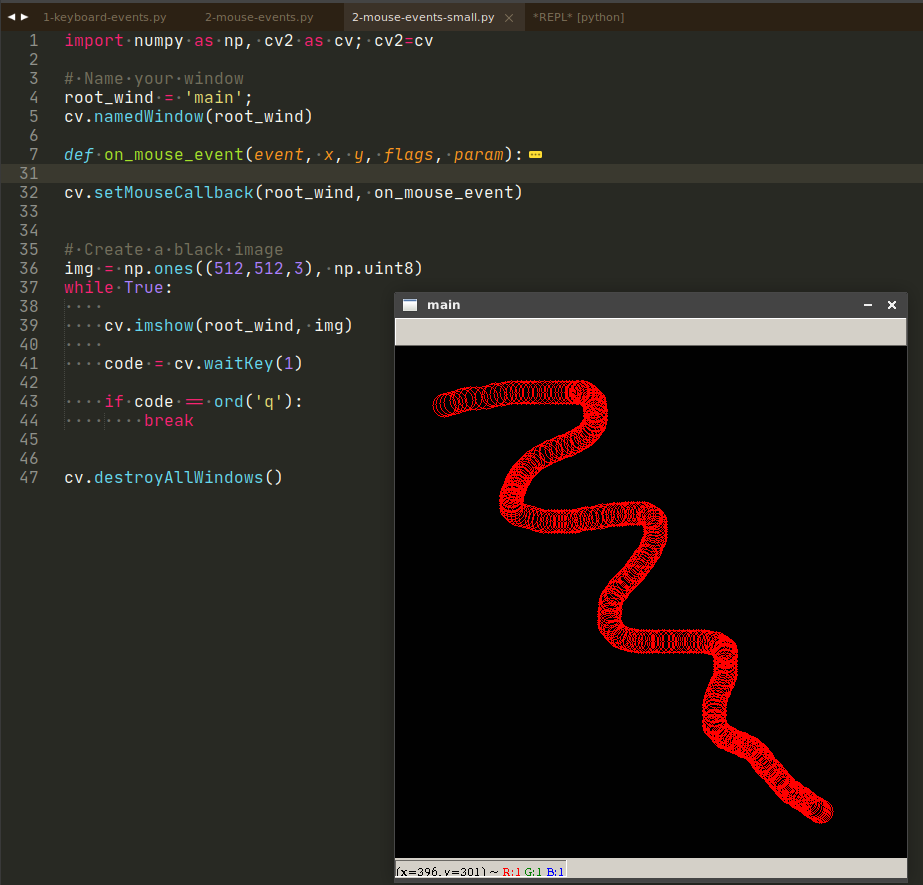 1-keyboard-events.py 2-mouse-events.py 2-mouse-events-small.py *REPL* [python]
1 import numpy as np, cv2 as cv; cv2=cv
2
3 # Name your window
4 root_wind = 'main';
5 cv.namedWindow(root_wind)
6
7 def on_mouse_event(event, x, y, flags, param):
31
32 cv.setMouseCallback(root_wind, on_mouse_event)
33
34
35 # Create a black image
36 img = np.ones((512,512,3), np.uint8)
37 while True:
38
39 cv.imshow(root_wind, img)
40
41 code = cv.waitKey(1)
42
43 if code == ord('q'):
44 break
45
46
47 cv.destroyAllWindows()
main
(x=396, y=301) ~ R:1 G:1 B:1